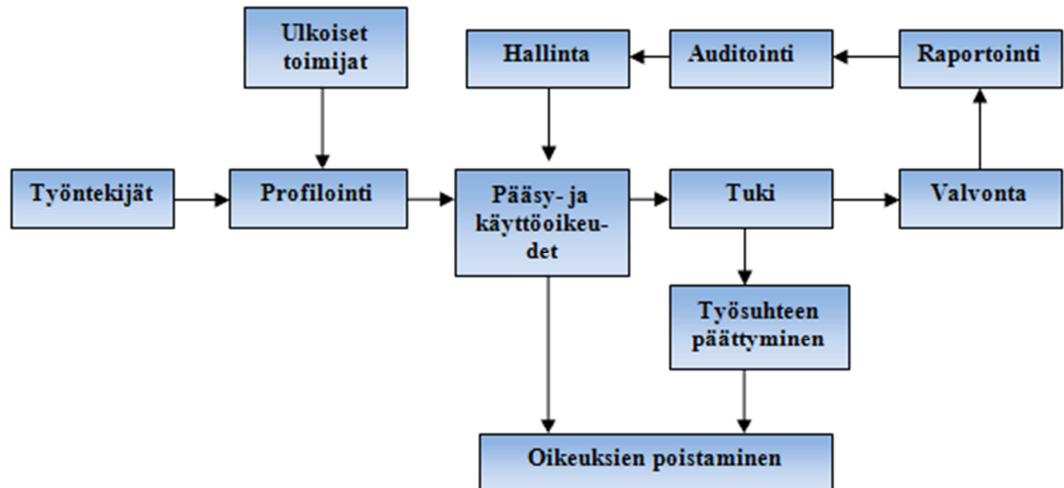 Ulkoiset
toimijat
Hallinta
Auditointi
Raportointi
Työntekijät
Profilointi
Pääsy- ja
käyttöoikeu-
det
Tuki
Valvonta
Työsuhteen
päättyminen
Oikeuksien poistaminen